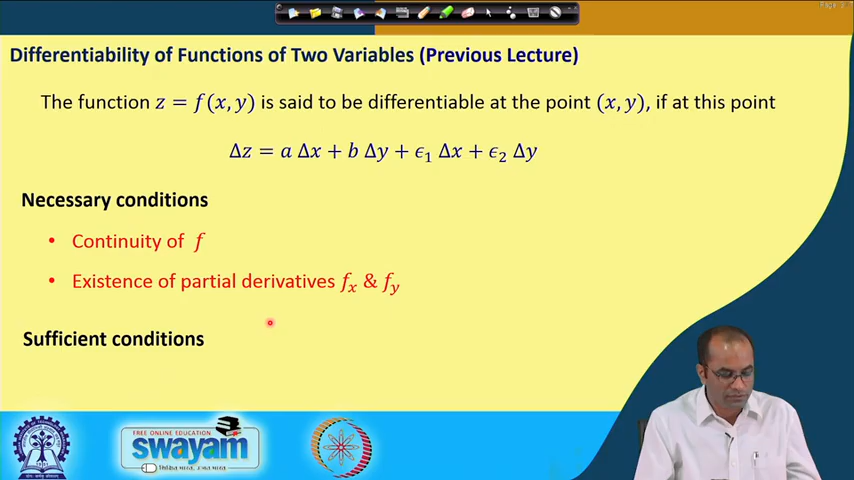 Differentiability of Functions of Two Variables (Previous Lecture)
The function z = f(x, y) is said to be differentiable at the point (x, y), if at this point
Δz = a Δx + b Δy + ϵ₁ Δx + ϵ₂ Δy
Necessary conditions
• Continuity of f
• Existence of partial derivatives fₓ & f_y
Sufficient conditions
FREE ONLINE EDUCATION
swayam